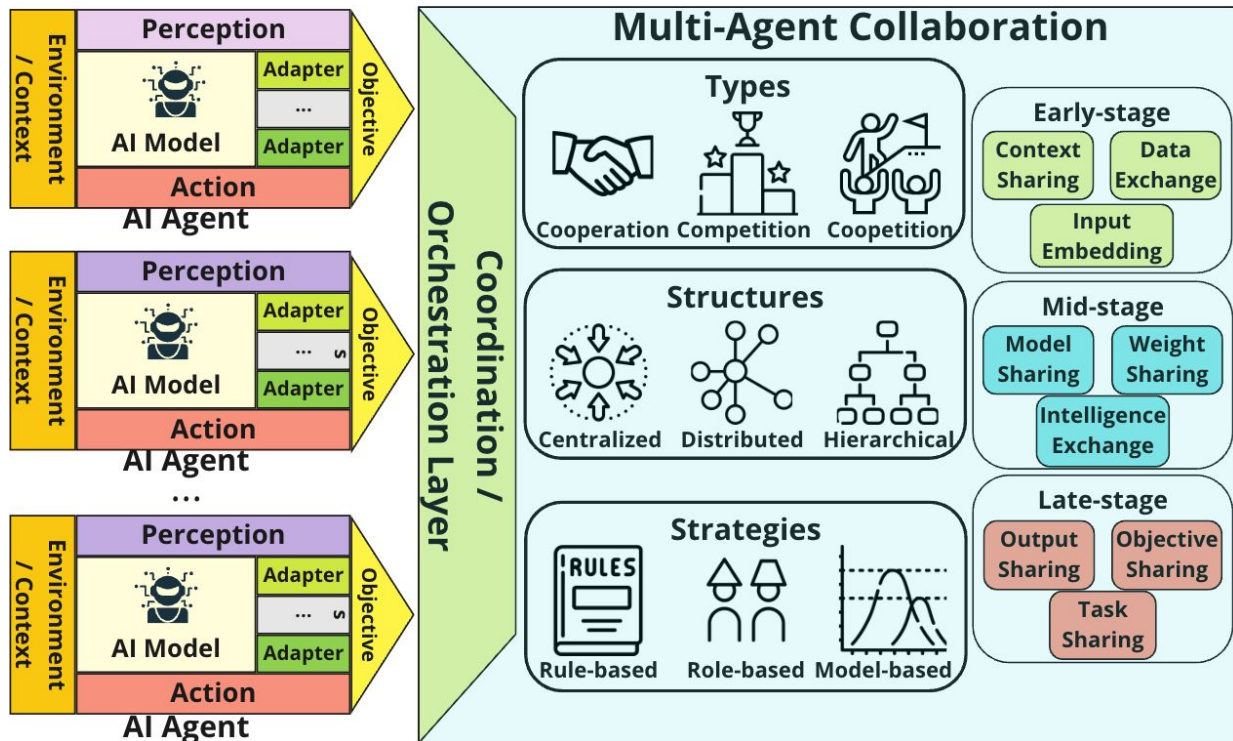 Environment
/ Context
Perception
AI Model
Adapter
...
Adapter
Objective
Action
AI Agent
Environment
/ Context
Perception
AI Model
Adapter
... s
Adapter
Objective
Action
AI Agent
...
Environment
/ Context
Perception
AI Model
Adapter
... s
Adapter
Objective
Action
AI Agent
Coordination /
Orchestration Layer
Multi-Agent Collaboration
Types
Cooperation
Competition
Coopetition
Structures
Centralized
Distributed
Hierarchical
Strategies
RULES
Rule-based
Role-based
Model-based
Early-stage
Context
Sharing
Data
Exchange
Input
Embedding
Mid-stage
Model
Sharing
Weight
Sharing
Intelligence
Exchange
Late-stage
Output
Sharing
Objective
Sharing
Task
Sharing